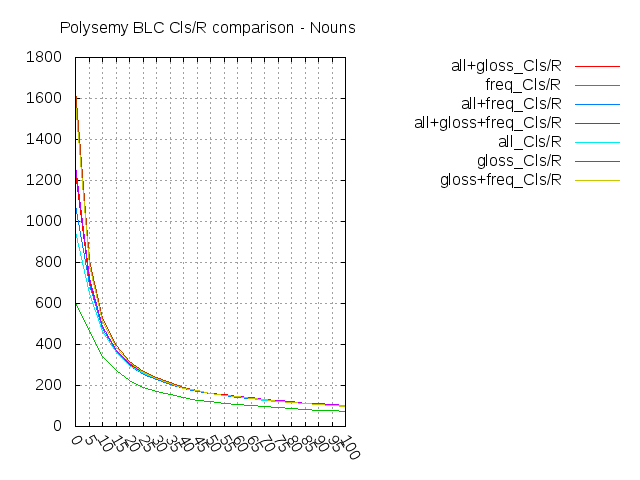 Polysemy BLC Cls/R comparison - Nouns
1800
1600
1400
1200
1000
800
600
400
200
0
0 5 10 15 20 25 30 35 40 45 50 55 60 65 70 75 80 85 90 95 100
all+gloss_Cls/R
freq_Cls/R
all+freq_Cls/R
all+gloss+freq_Cls/R
all_Cls/R
gloss_Cls/R
gloss+freq_Cls/R